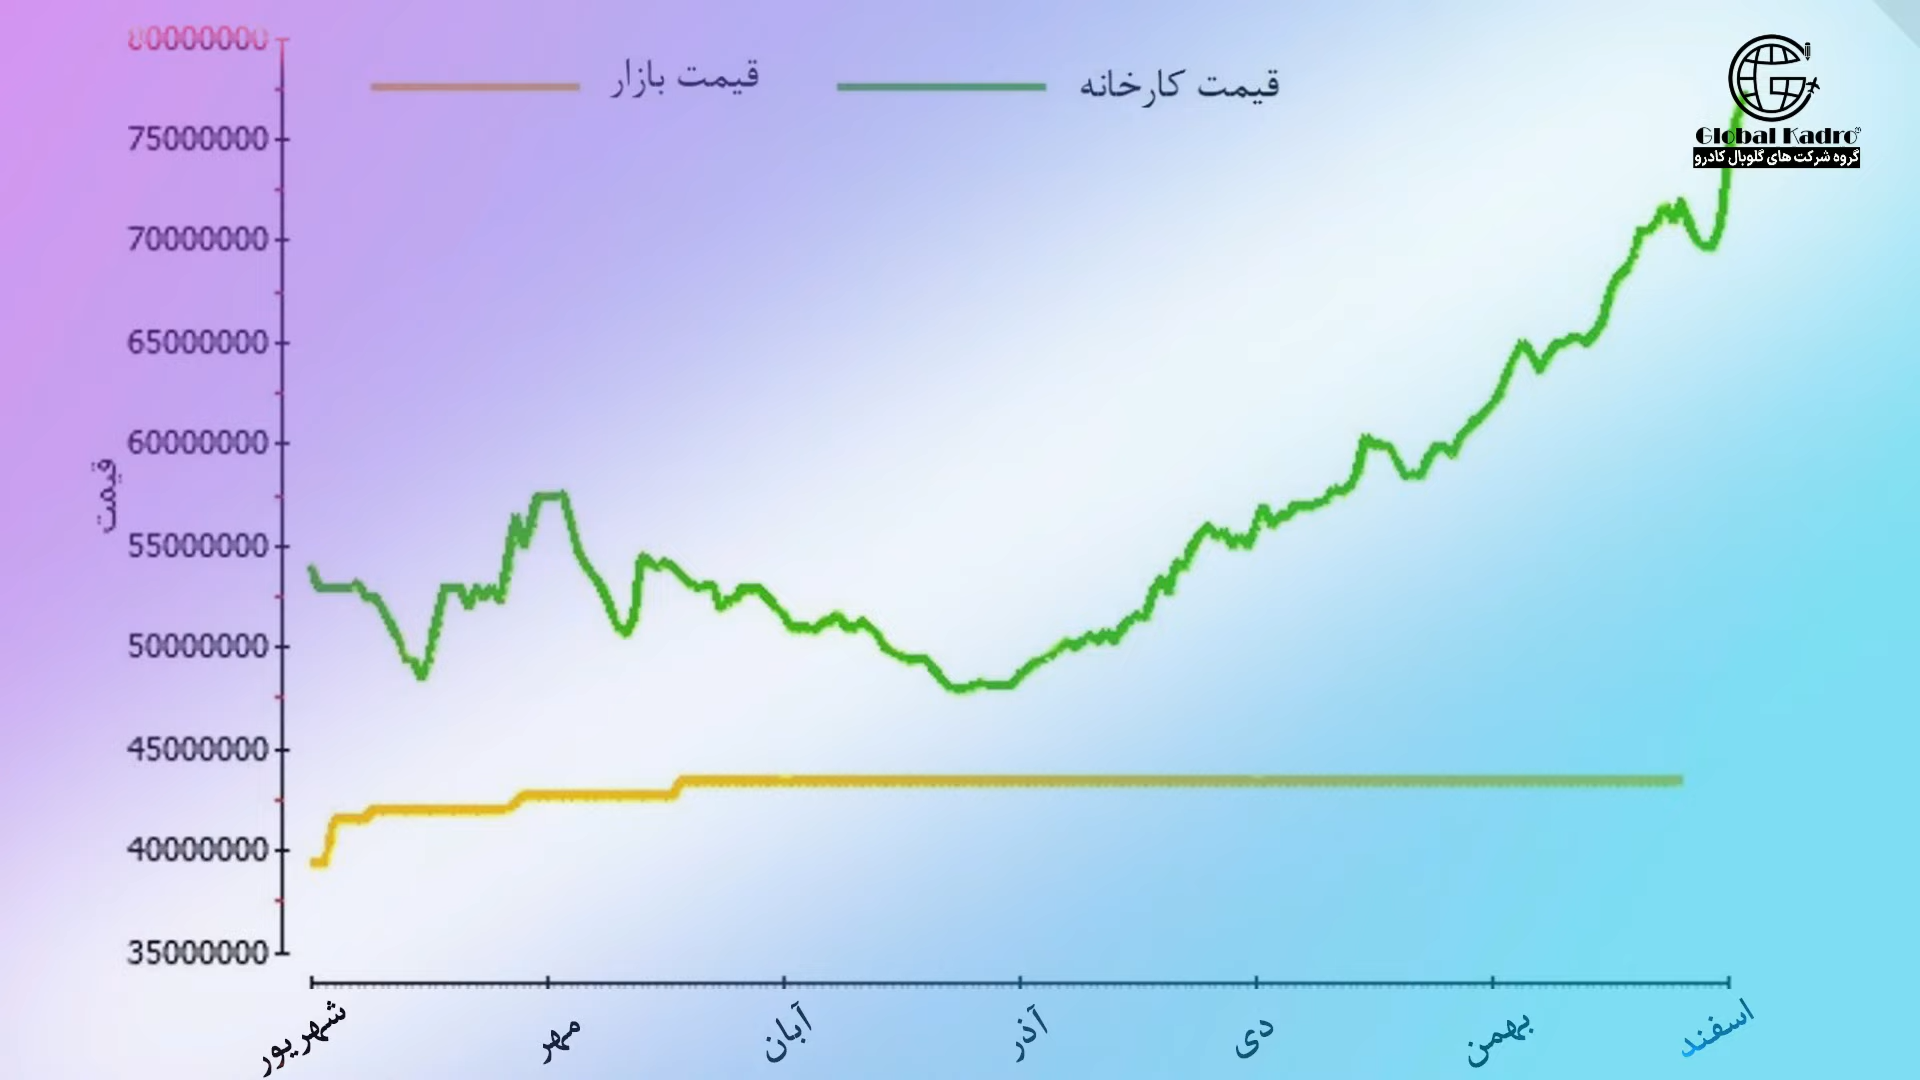 80000000
قیمت بازار
قیمت کارخانه
Global Kadro
گروه شرکت های گلوبال کادرو
75000000
70000000
65000000
60000000
قیمت
55000000
50000000
45000000
40000000
35000000
شهریور
مهر
آبان
آذر
دی
بهمن
اسفند